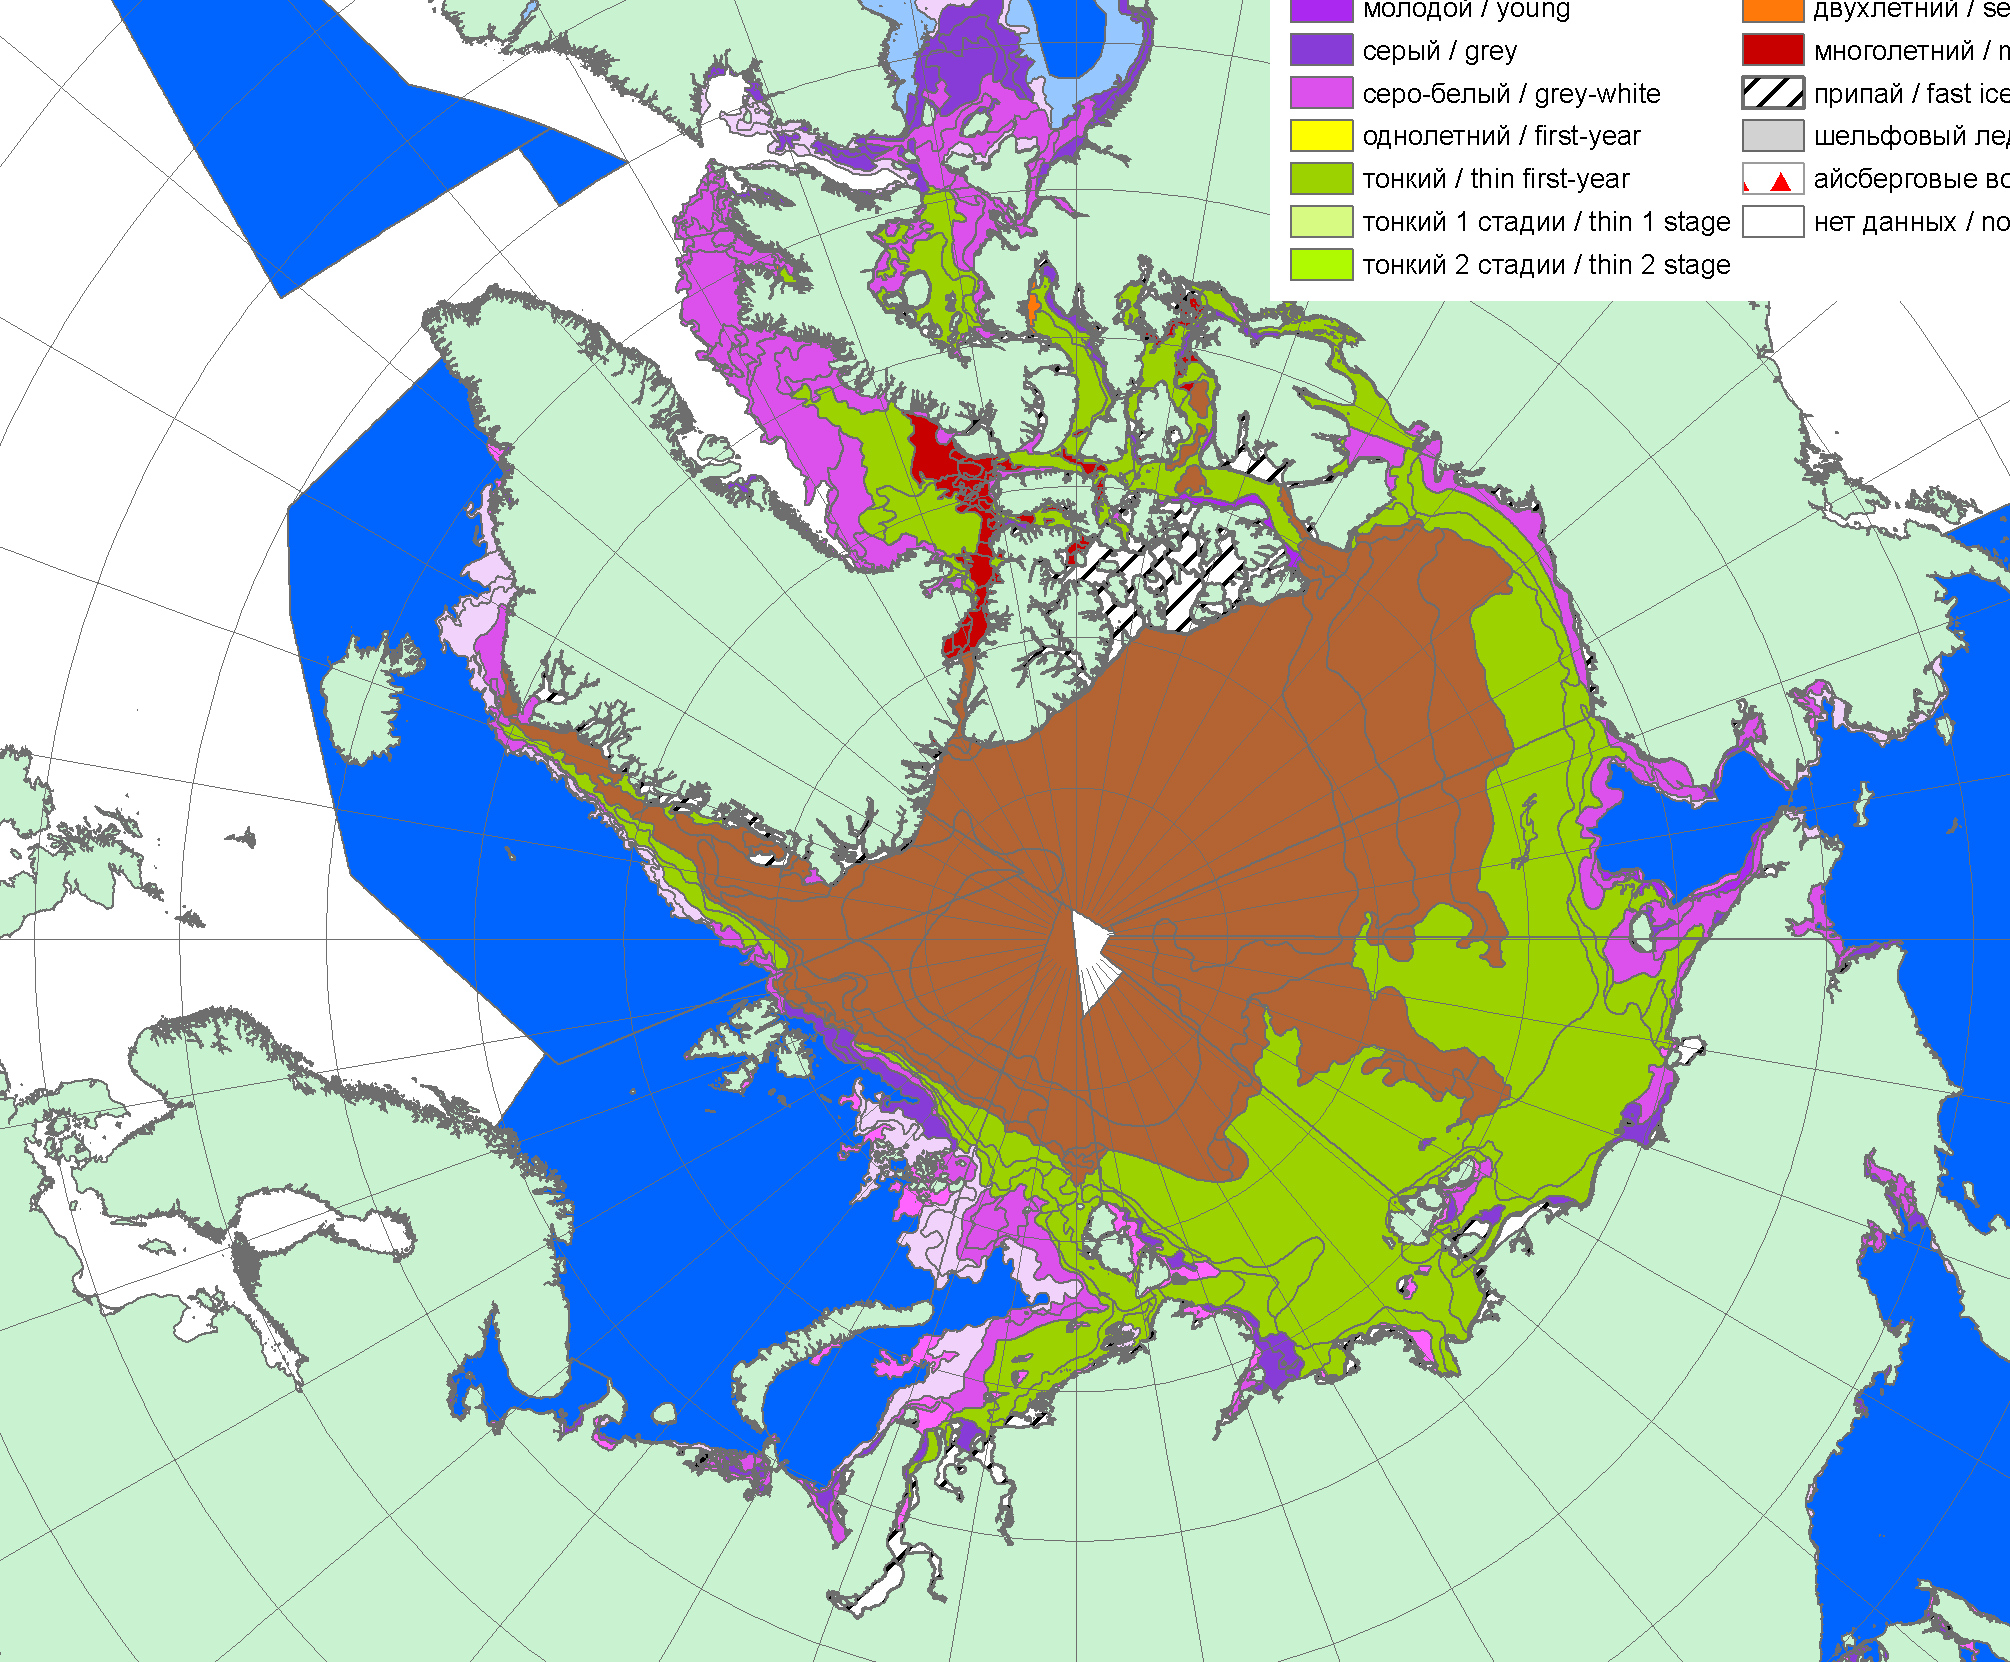 молодой / young
серый / grey
серо-белый / grey-white
однолетний / first-year
тонкий / thin first-year
тонкий 1 стадии / thin 1 stage
тонкий 2 стадии / thin 2 stage
двухлетний / se
многолетний / m
припай / fast ice
шельфовый ле
айсберговые во
нет данных / no